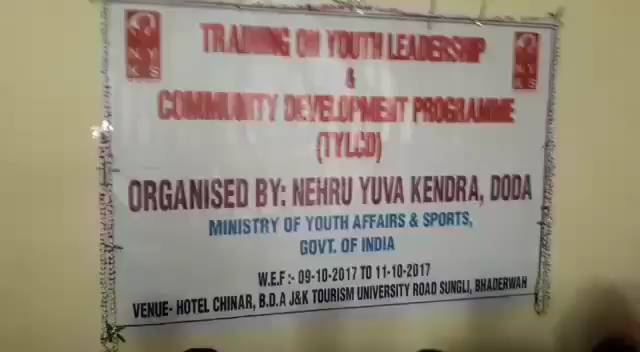 TRAINING ON YOUTH LEADERSHIP
&
COMMUNITY DEVELOPMENT PROGRAMME
(TYLCD)
ORGANISED BY: NEHRU YUVA KENDRA, DODA
MINISTRY OF YOUTH AFFAIRS & SPORTS,
GOVT. OF INDIA
W.E.F :- 09-10-2017 TO 11-10-2017
VENUE- HOTEL CHINAR, B.D.A J&K TOURISM UNIVERSITY ROAD SUNGLI, BHADERWAH